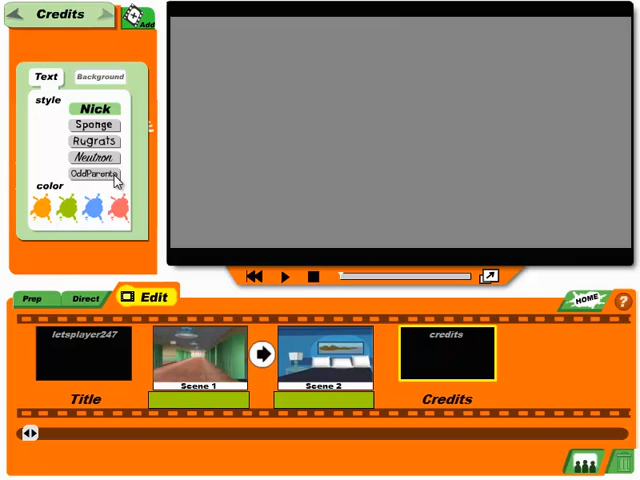 Credits
Add
Text
Background
style
Nick
Sponge
Rugrats
Neutron
OddParents
color
Prep
Direct
Edit
HOME
?
letsplayer247
credits
Scene 1
Scene 2
Title
Credits